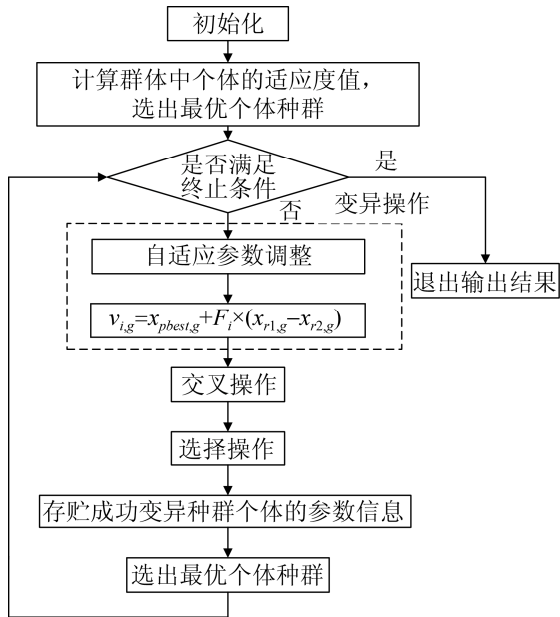 初始化
计算群体中个体的适应度值,
选出最优个体种群
是否满足
终止条件
是
否
变异操作
自适应参数调整
退出输出结果
v_{i,g}=x_{pbest,g}+F_i×(x_{r1,g}−x_{r2,g})
交叉操作
选择操作
存贮成功变异种群个体的参数信息
选出最优个体种群